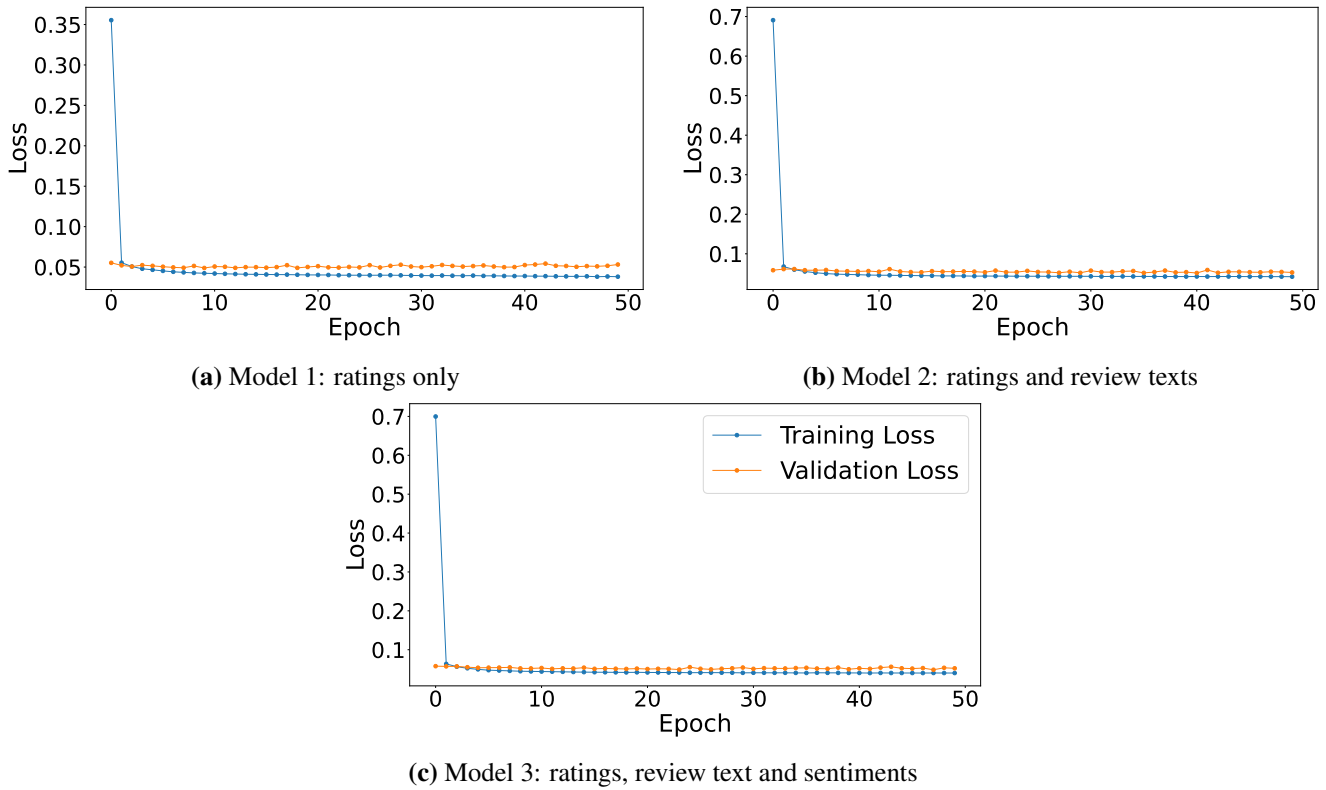 0.35
0.30
0.25
0.20
0.15
0.10
0.05
Loss
0 10 20 30 40 50
Epoch
(a) Model 1: ratings only
0.7
0.6
0.5
0.4
0.3
0.2
0.1
Loss
0 10 20 30 40 50
Epoch
(b) Model 2: ratings and review texts
0.7
0.6
0.5
0.4
0.3
0.2
0.1
Loss
Training Loss
Validation Loss
0 10 20 30 40 50
Epoch
(c) Model 3: ratings, review text and sentiments